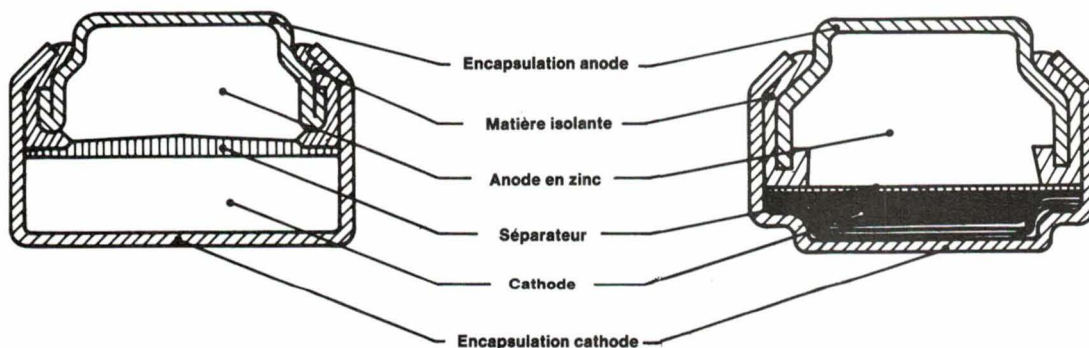 Encapsulation anode
Matière isolante
Anode en zinc
Séparateur
Cathode
Encapsulation cathode